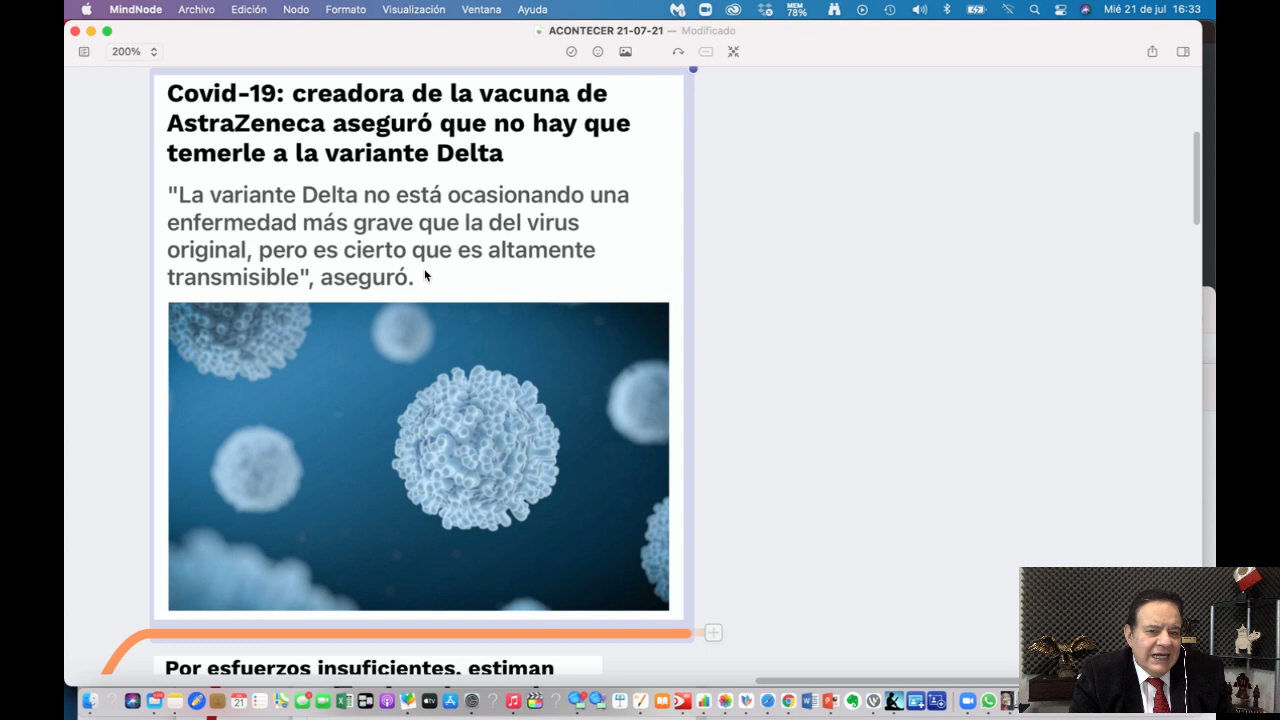 MindNode Archivo Edición Nodo Formato Visualización Ventana Ayuda MEM 78% Mié 21 de jul 16:33
ACONTECER 21-07-21 — Modificado
200%
Covid-19: creadora de la vacuna de
AstraZeneca aseguró que no hay que
temerle a la variante Delta
"La variante Delta no está ocasionando una
enfermedad más grave que la del virus
original, pero es cierto que es altamente
transmisible", aseguró.
Por esfuerzos insuficientes, estiman